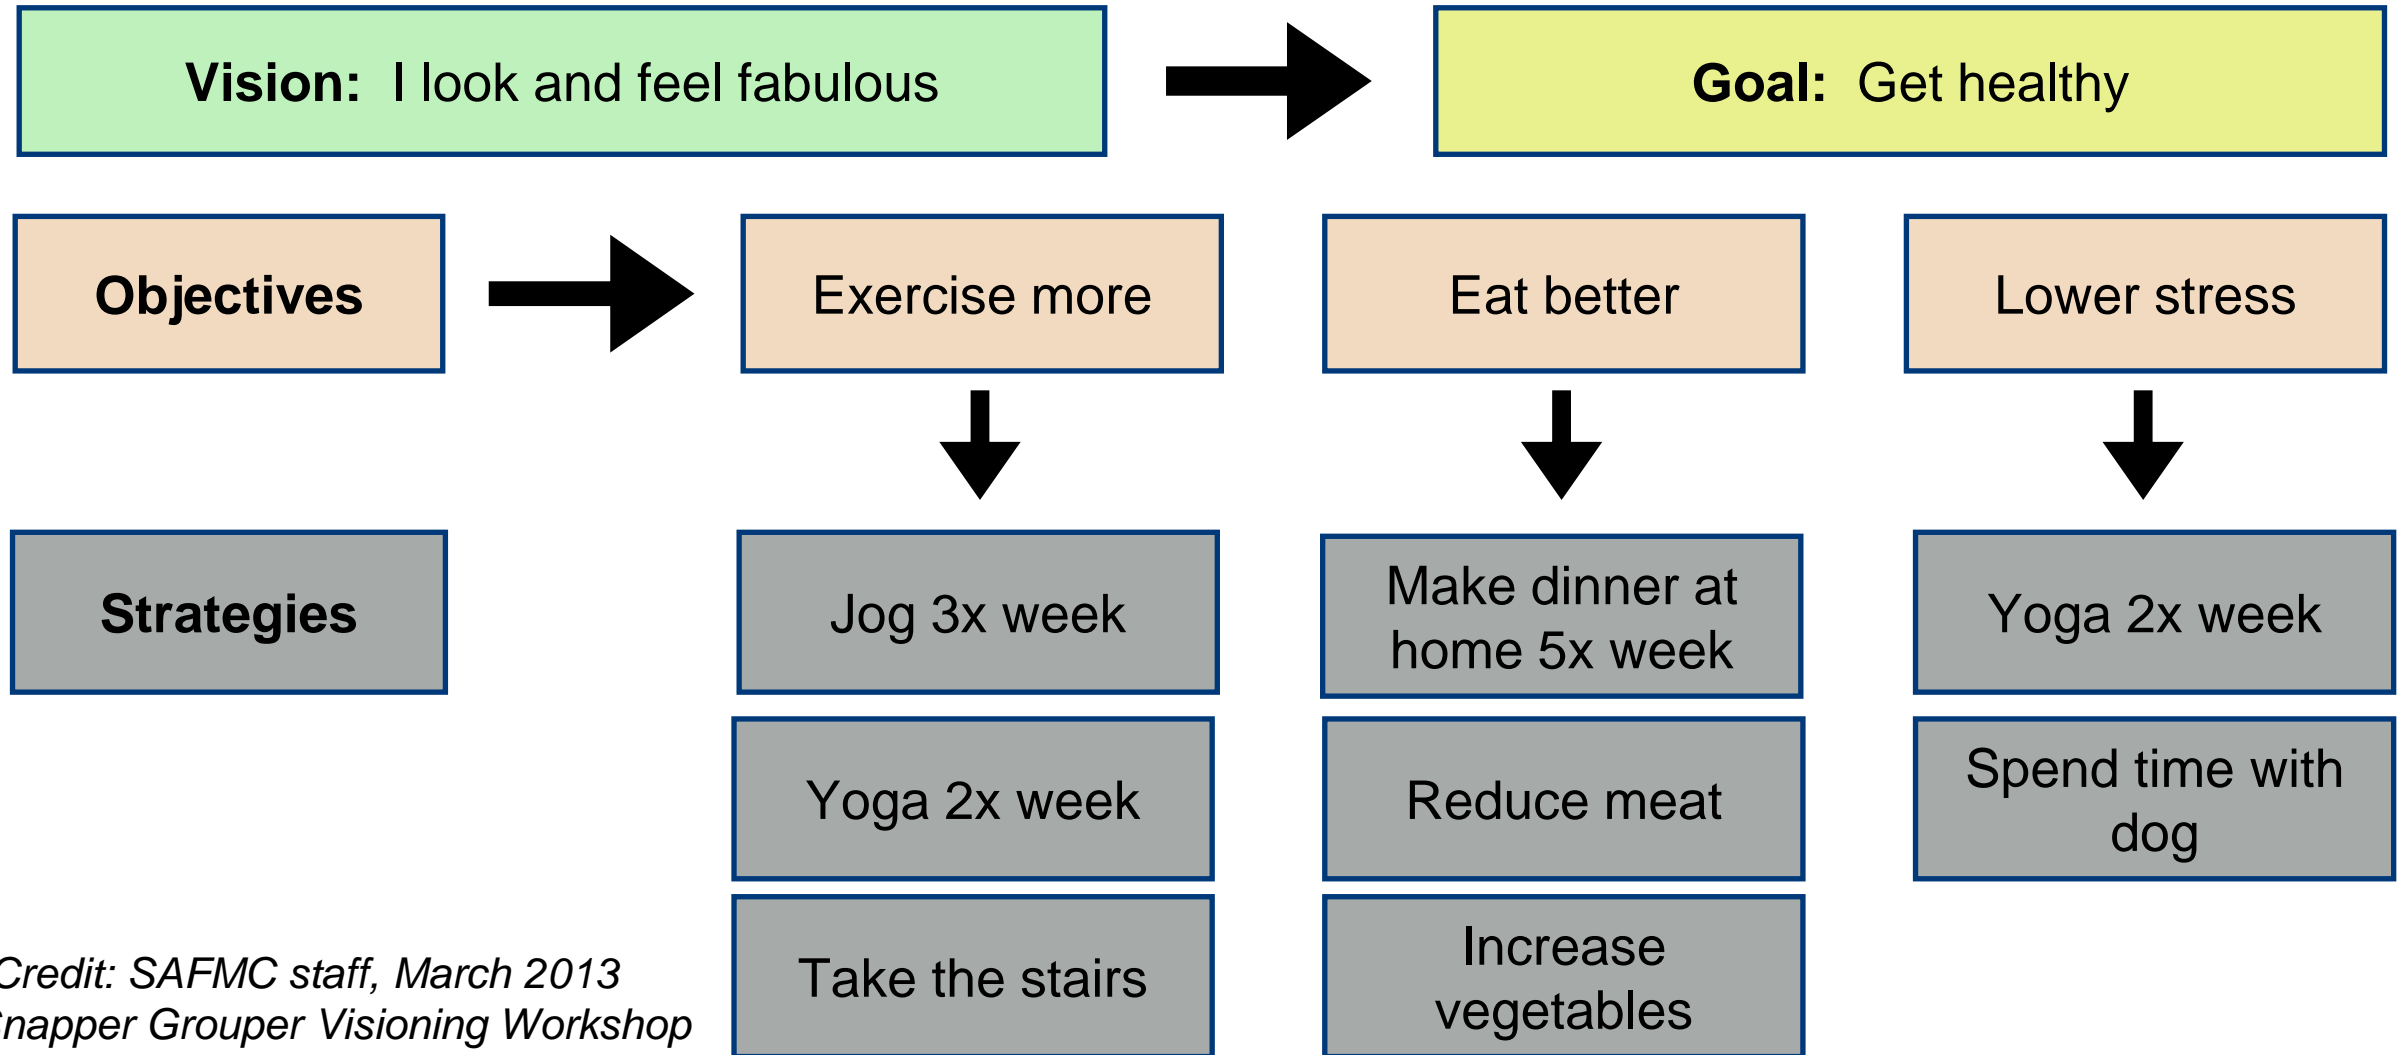 Vision: I look and feel fabulous
Goal: Get healthy
Objectives
Exercise more
Eat better
Lower stress
Strategies
Jog 3x week
Make dinner at
home 5x week
Yoga 2x week
Yoga 2x week
Reduce meat
Spend time with
dog
Take the stairs
Increase
vegetables
Credit: SAFMC staff, March 2013
Snapper Grouper Visioning Workshop